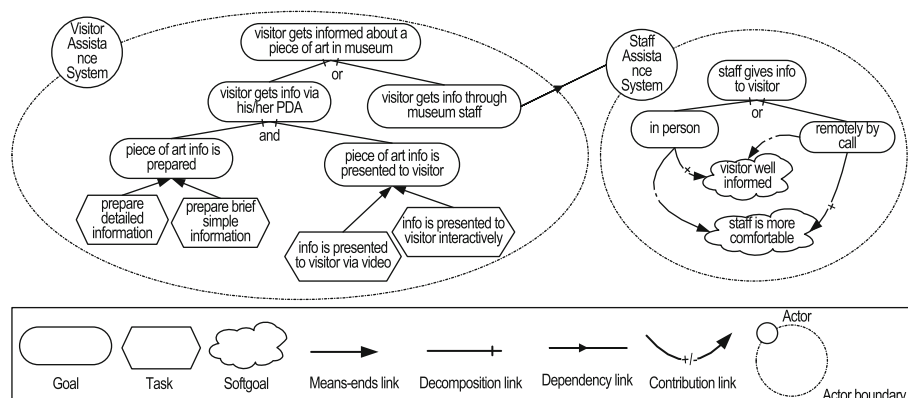 Visitor
Assista
nce
System
visitor gets informed about a
piece of art in museum
or
visitor gets info via
his/her PDA
visitor gets info through
museum staff
and
piece of art info is
prepared
piece of art info is
presented to visitor
prepare
detailed
information
prepare brief
simple
information
info is presented
to visitor via video
info is presented to
visitor interactively
Staff
Assista
nce
System
staff gives info
to visitor
or
in person
remotely by
call
+
-
visitor well
informed
-
+
staff is more
comfortable
Goal
Task
Softgoal
Means-ends link
Decomposition link
Dependency link
+/-
Contribution link
Actor
Actor boundary